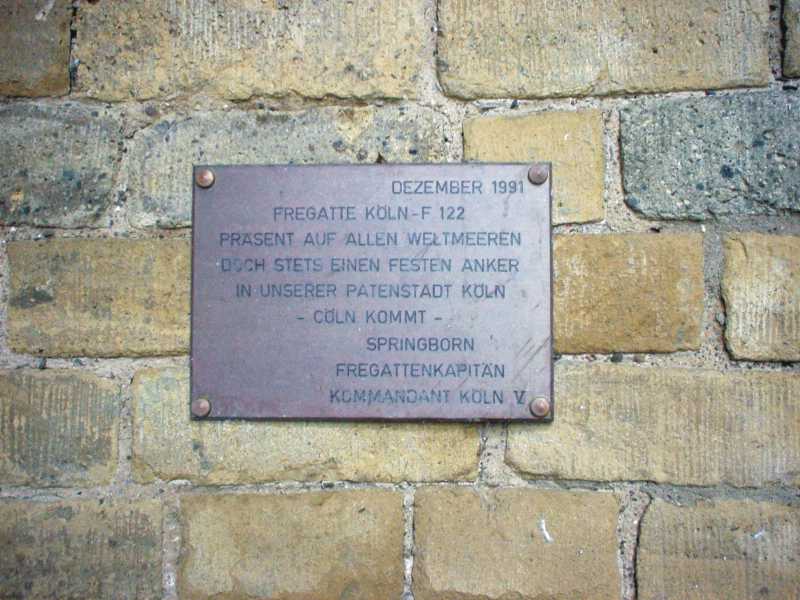 DEZEMBER 1991
FREGATTE KÖLN-F 122
PRÄSENT AUF ALLEN WELTMEEREN
DOCH STETS EINEN FESTEN ANKER
IN UNSERER PATENSTADT KÖLN
- CÖLN KOMMT -
SPRINGBORN
FREGATTENKAPITÄN
KOMMANDANT KÖLN V